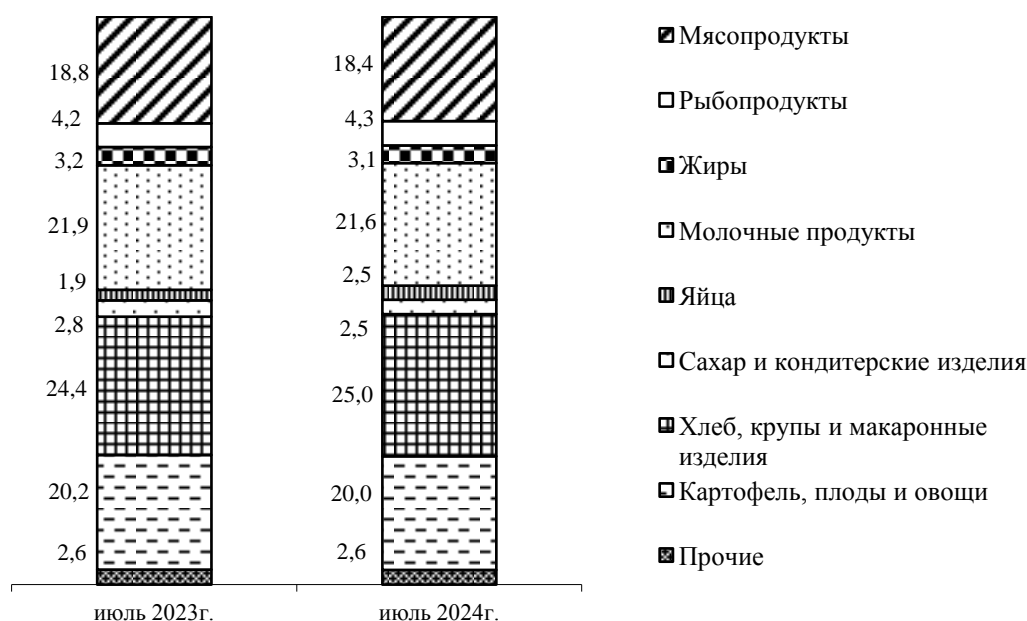 18,8
4,2
3,2
21,9
1,9
2,8
24,4
20,2
2,6
июль 2023г.
18,4
4,3
3,1
21,6
2,5
2,5
25,0
20,0
2,6
июль 2024г.
Мясопродукты
Рыбопродукты
Жиры
Молочные продукты
Яйца
Сахар и кондитерские изделия
Хлеб, крупы и макаронные
изделия
Картофель, плоды и овощи
Прочие